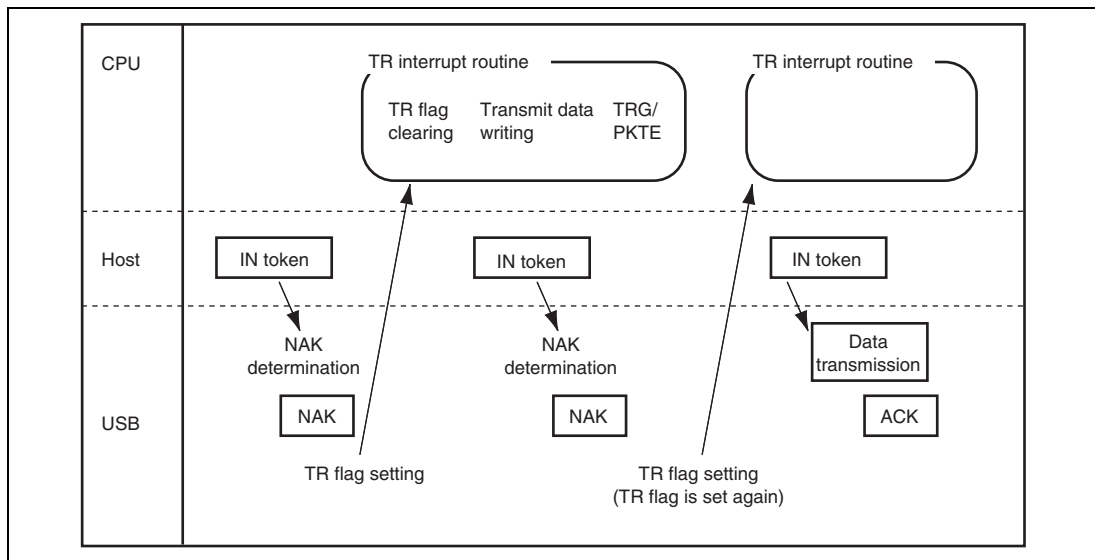 CPU
TR interrupt routine
TR flag
clearing
Transmit data
writing
TRG/
PKTE
TR interrupt routine
Host
IN token
IN token
IN token
USB
NAK
determination
NAK
TR flag setting
NAK
determination
NAK
TR flag setting
(TR flag is set again)
Data
transmission
ACK